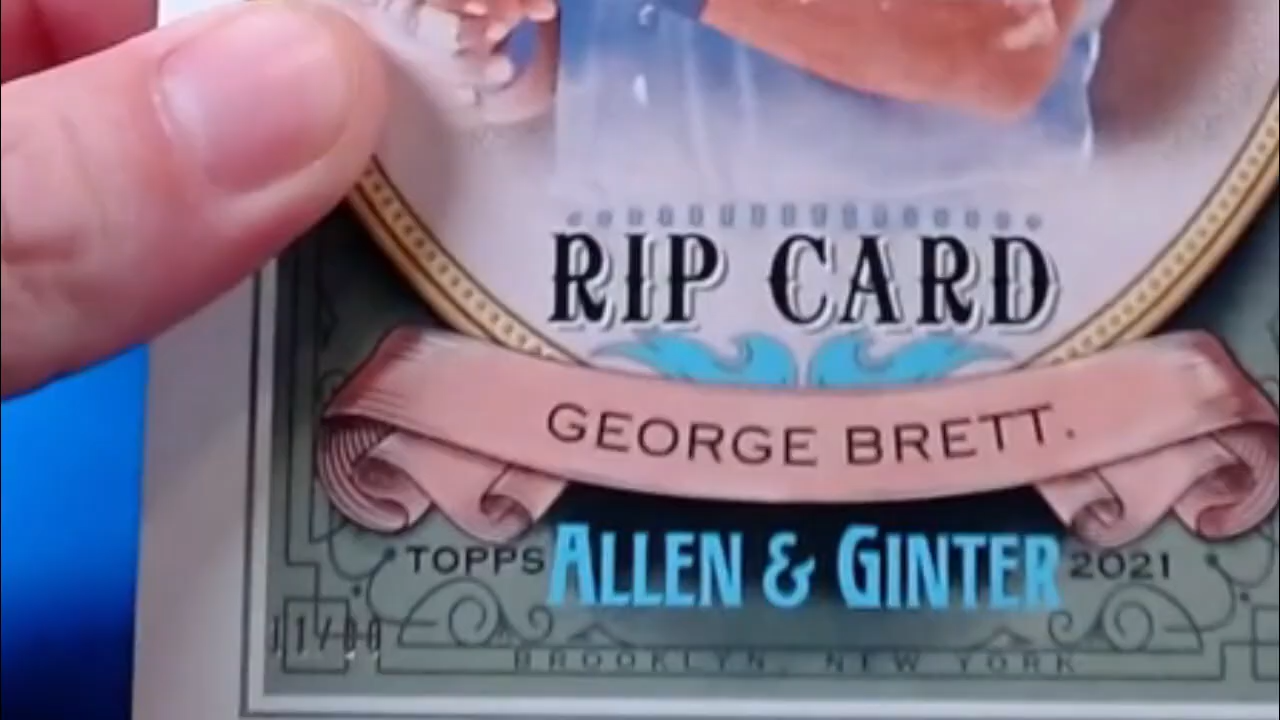 RIP CARD
GEORGE BRETT.
TOPPS ALLEN & GINTER 2021
BROOKLYN, NEW YORK